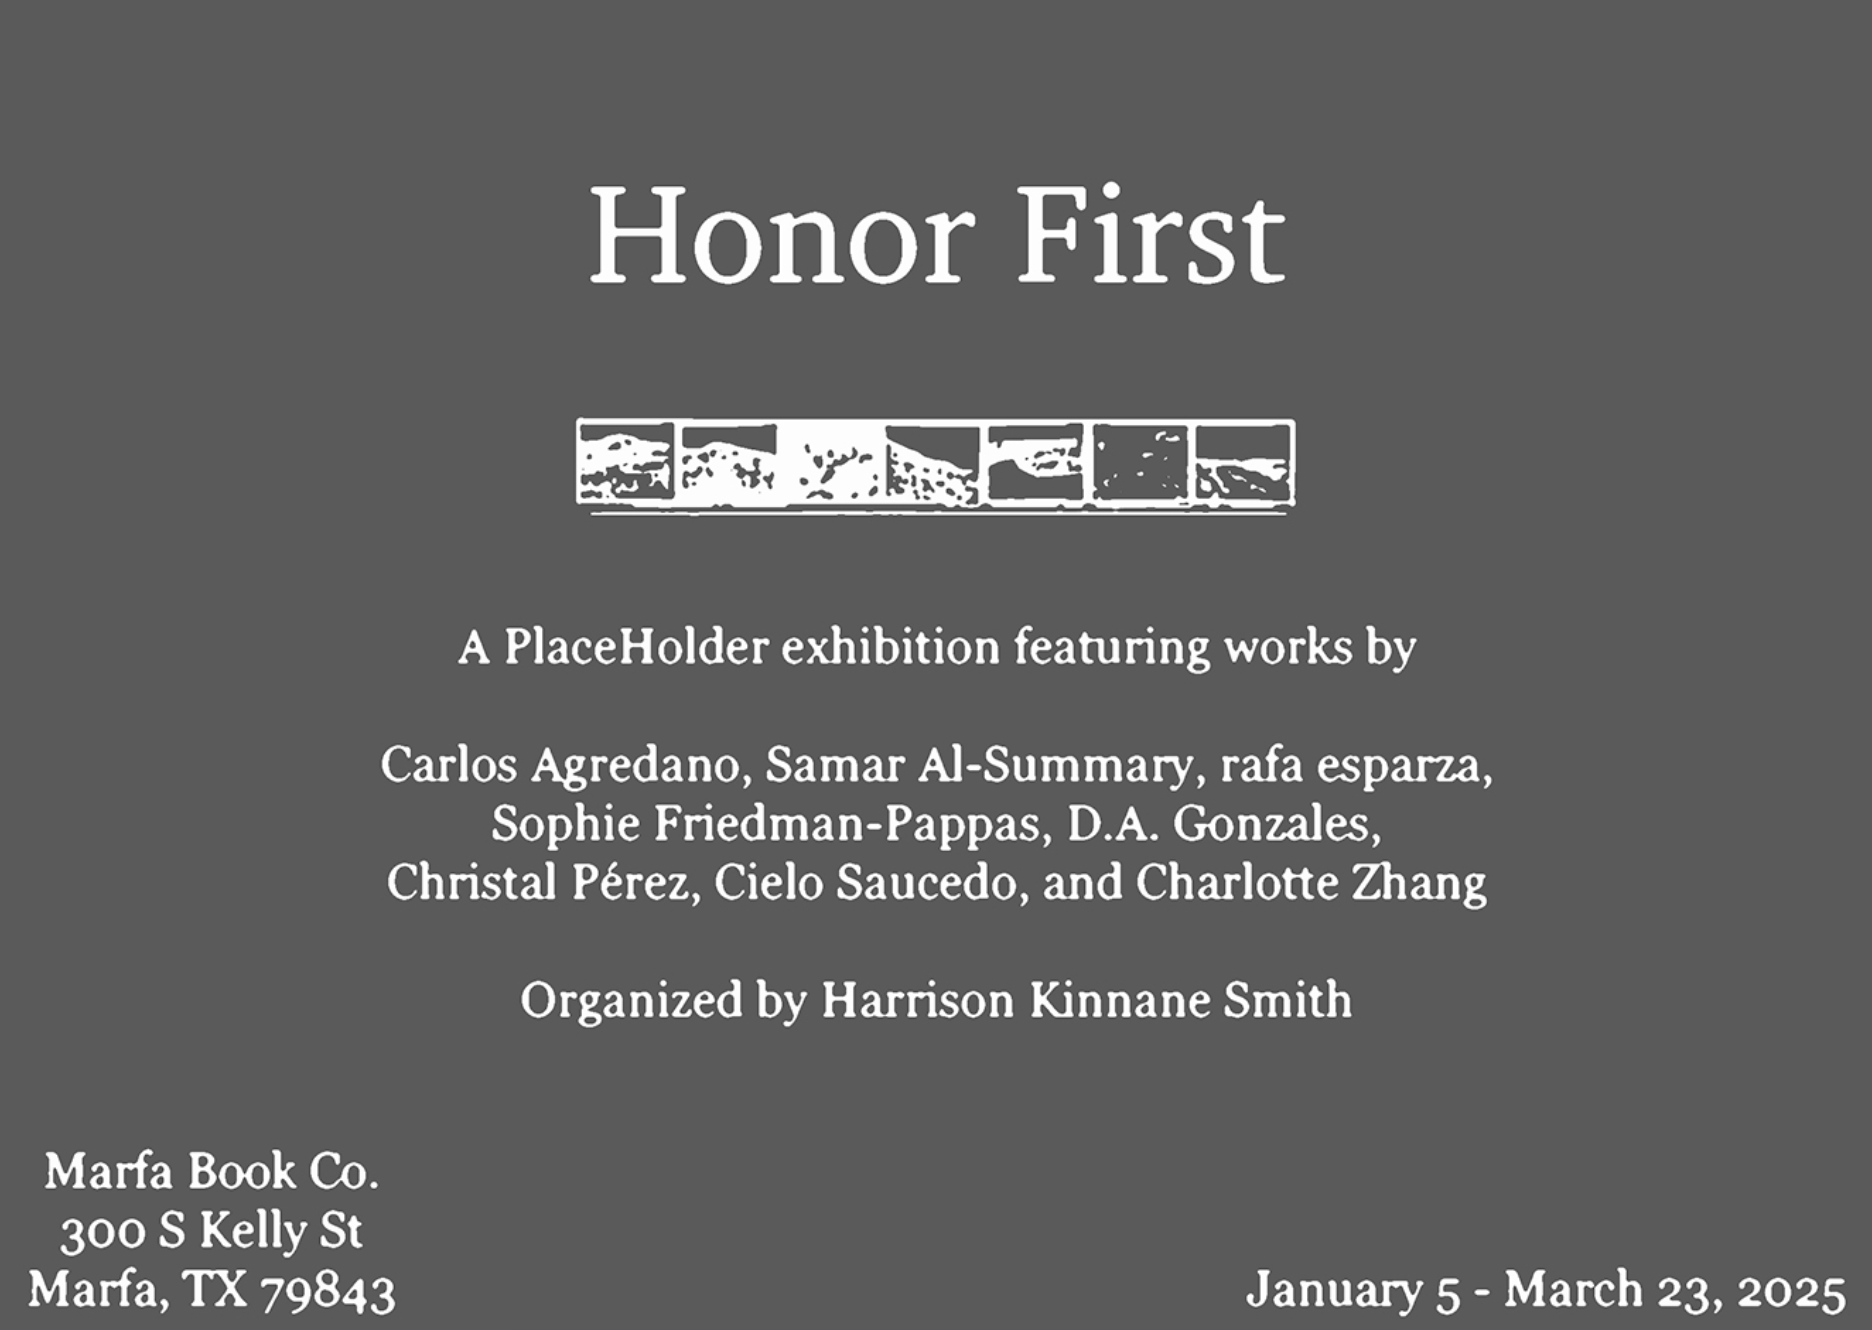 Honor First
A PlaceHolder exhibition featuring works by
Carlos Agredano, Samar Al-Summary, rafa esparza,
Sophie Friedman-Pappas, D.A. Gonzales,
Christal Pérez, Cielo Saucedo, and Charlotte Zhang
Organized by Harrison Kinnane Smith
Marfa Book Co.
300 S Kelly St
Marfa, TX 79843
January 5 - March 23, 2025